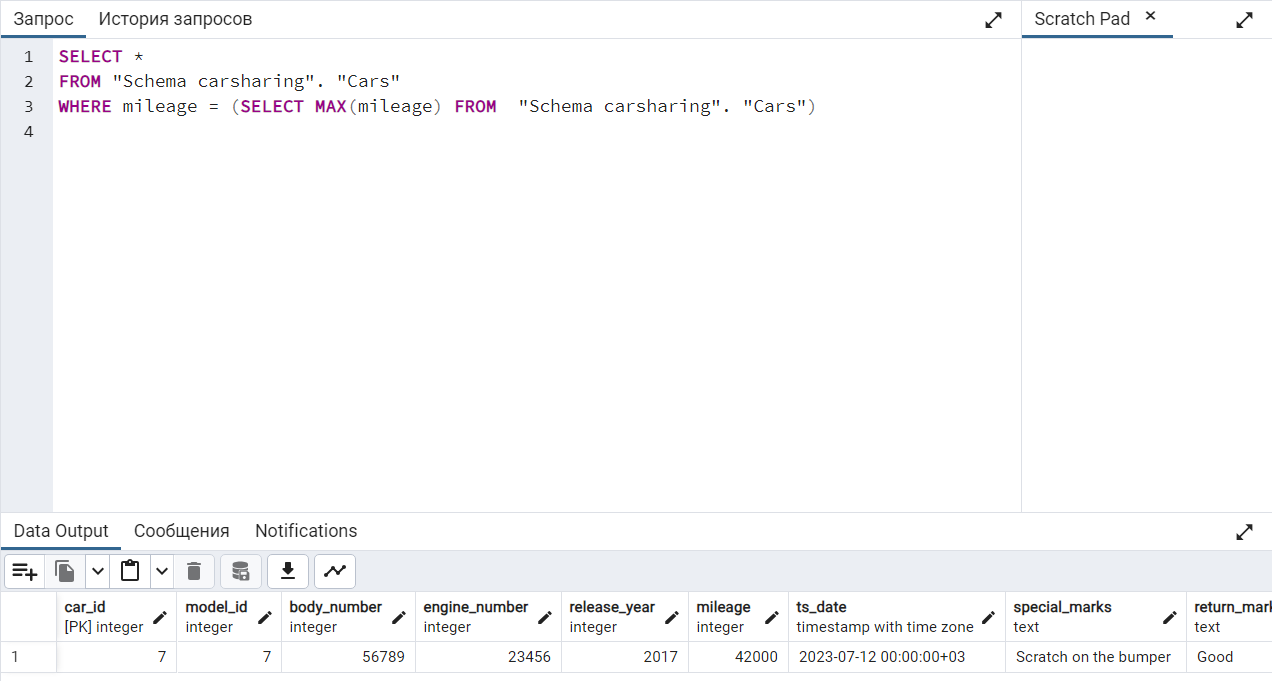 Запрос История запросов Scratch Pad ×
1 SELECT *
2 FROM "Schema carsharing". "Cars"
3 WHERE mileage = (SELECT MAX(mileage) FROM  "Schema carsharing". "Cars")
4
Data Output Сообщения Notifications
car_id model_id body_number engine_number release_year mileage ts_date special_marks return_mark
[PK] integer integer integer integer integer integer timestamp with time zone text text
1 7 7 56789 23456 2017 42000 2023-07-12 00:00:00+03 Scratch on the bumper Good